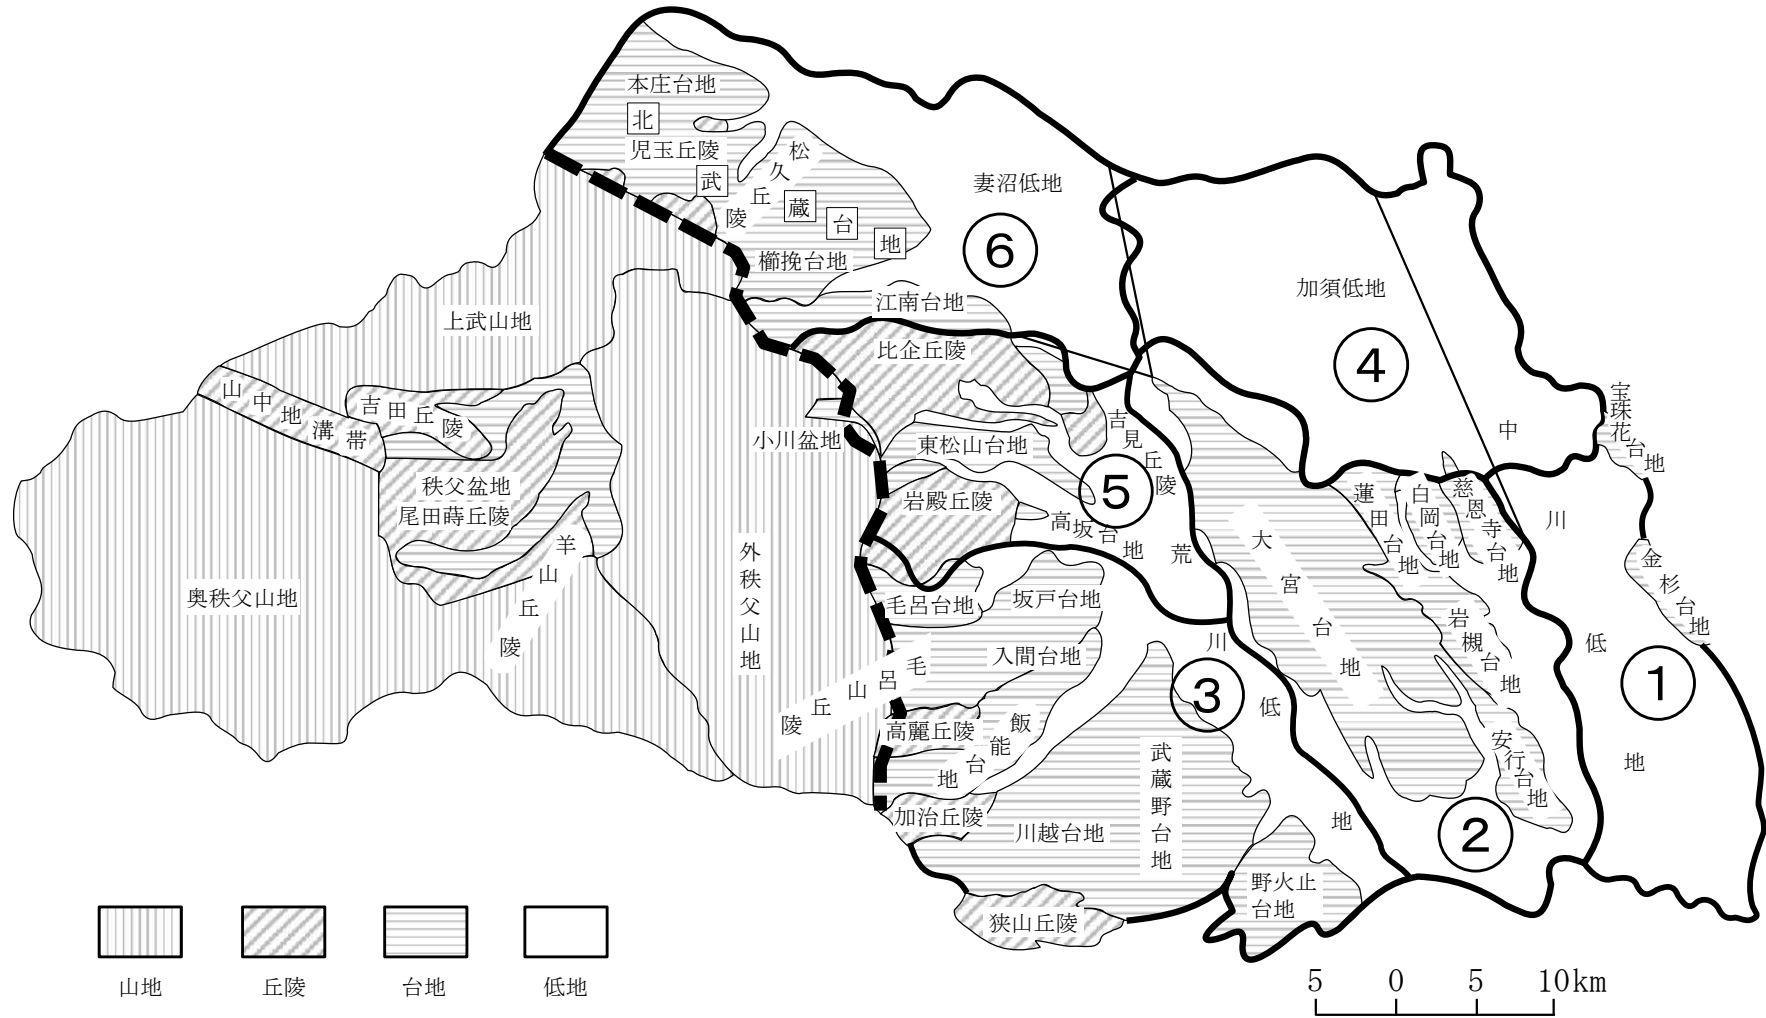 本庄台地
北武蔵台地
児玉丘陵
松久丘陵
妻沼低地
⑥
櫛挽台地
江南台地
加須低地
④
上武山地
比企丘陵
山中地溝帯
吉田丘陵
小川盆地
東松山台地
吉見丘陵
⑤
宝珠花台地
中川低地
秩父盆地
尾田蒔丘陵
岩殿丘陵
高坂台地
蓮田台地
白岡台地
慈恩寺台地
羊山丘陵
外秩父山地
荒川低地
大宮台地
金杉台地
奥秩父山地
毛呂台地
坂戸台地
岩槻台地
入間台地
毛呂山丘陵
③
①
高麗丘陵
飯能台地
武蔵野台地
安行台地
加治丘陵
川越台地
②
野火止
台地
狭山丘陵
山地
丘陵
台地
低地
5 0 5 10km